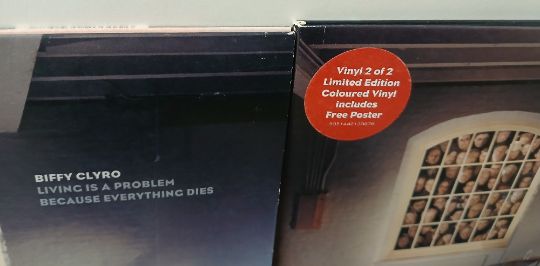 BIFFY CLYRO
LIVING IS A PROBLEM
BECAUSE EVERYTHING DIES
Vinyl 2 of 2
Limited Edition
Coloured Vinyl
includes
Free Poster